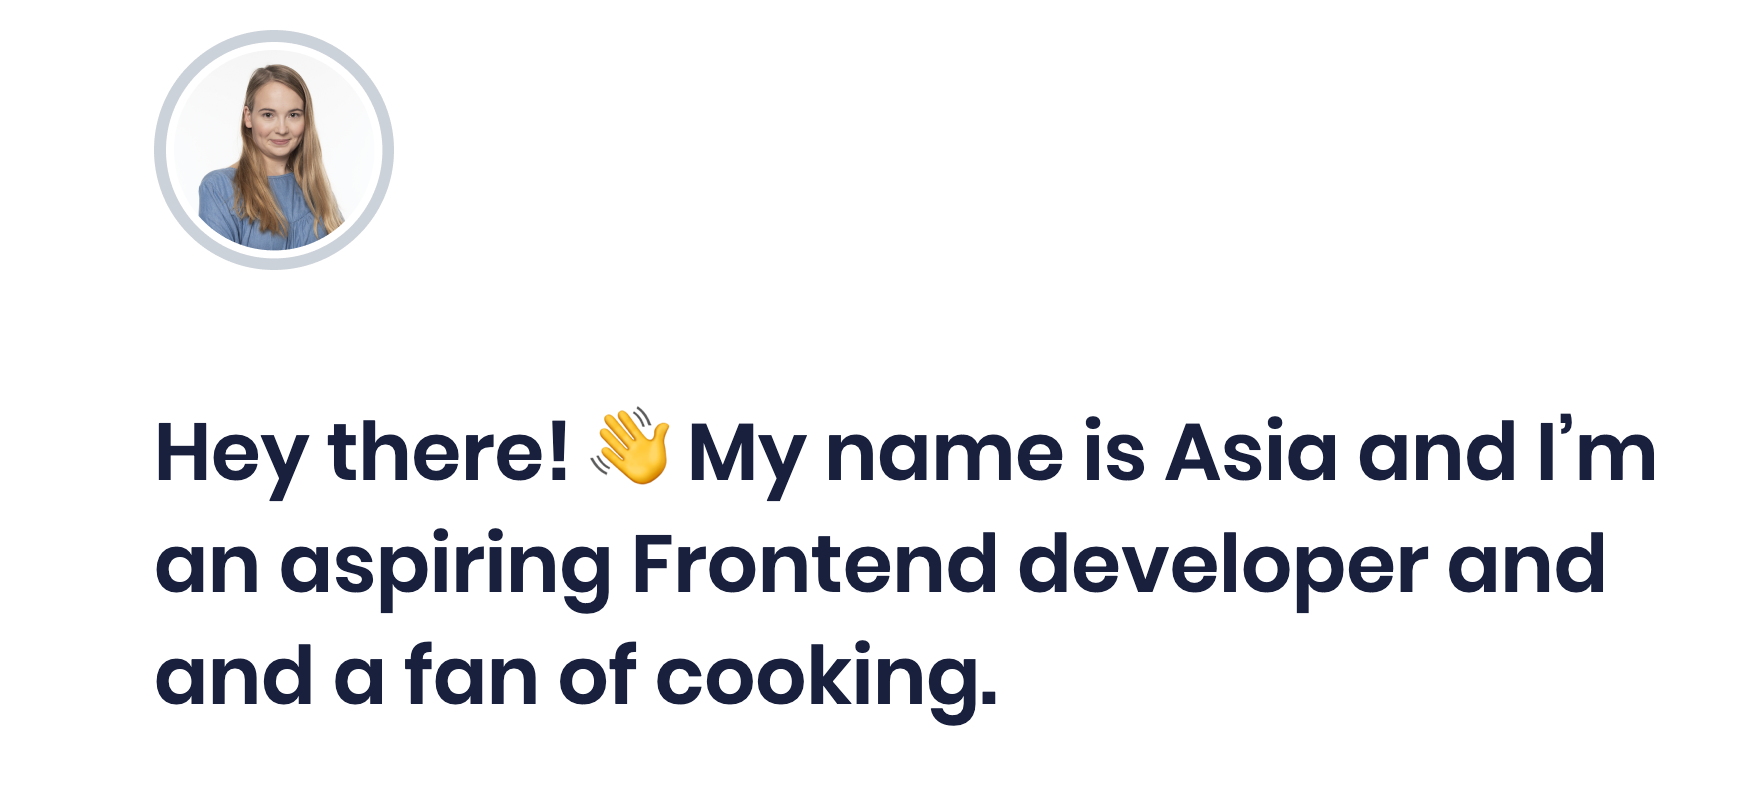 Hey there! 👋 My name is Asia and I’m
an aspiring Frontend developer and
and a fan of cooking.